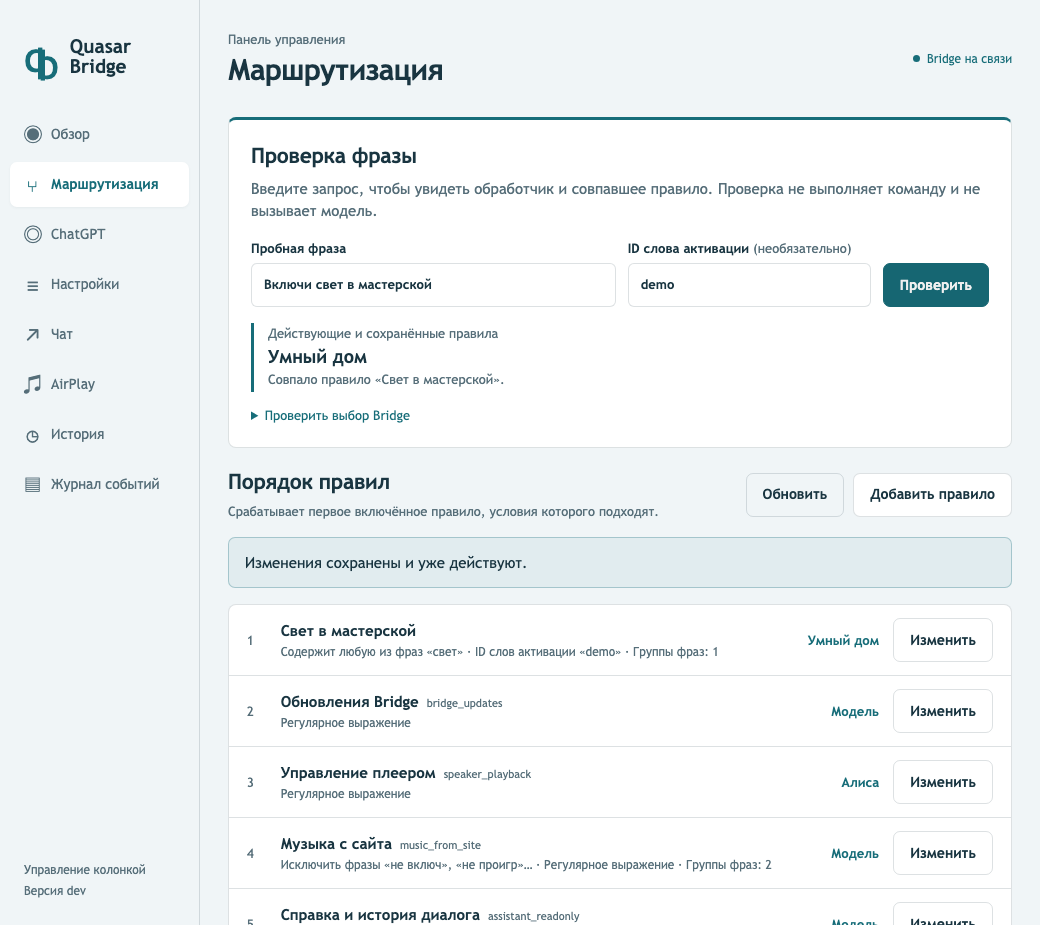 Quasar
Bridge
Обзор
Маршрутизация
ChatGPT
Настройки
Чат
AirPlay
История
Журнал событий
Управление колонкой
Версия dev
Панель управления
Маршрутизация
Bridge на связи
Проверка фразы
Введите запрос, чтобы увидеть обработчик и совпавшее правило. Проверка не выполняет команду и не
вызывает модель.
Пробная фраза
ID слова активации (необязательно)
Включи свет в мастерской
demo
Проверить
Действующие и сохранённые правила
Умный дом
Совпало правило «Свет в мастерской».
Проверить выбор Bridge
Порядок правил
Срабатывает первое включённое правило, условия которого подходят.
Обновить
Добавить правило
Изменения сохранены и уже действуют.
1
Свет в мастерской
Содержит любую из фраз «свет» · ID слов активации «demo» · Группы фраз: 1
Умный дом
Изменить
2
Обновления Bridge bridge_updates
Регулярное выражение
Модель
Изменить
3
Управление плеером speaker_playback
Регулярное выражение
Алиса
Изменить
4
Музыка с сайта music_from_site
Исключить фразы «не включ», «не проигр»… · Регулярное выражение · Группы фраз: 2
Модель
Изменить
5
Справка и история диалога assistant_readonly
Модель
Изменить